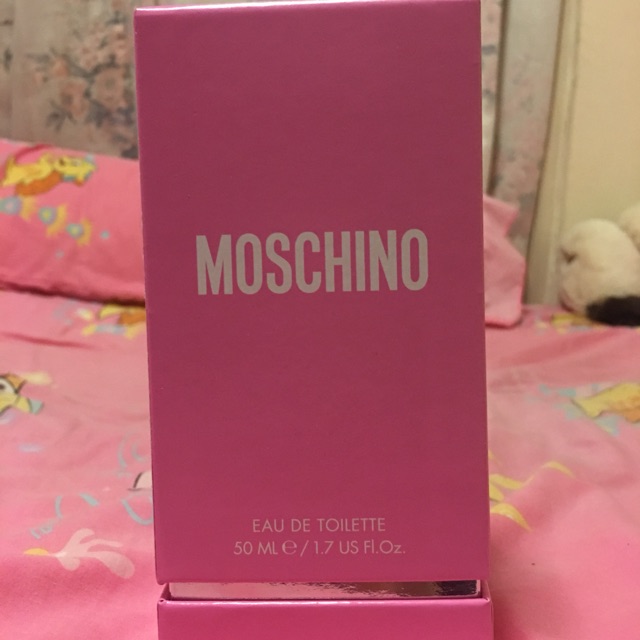 MOSCHINO
EAU DE TOILETTE
50 ML ℮ / 1.7 US Fl.Oz.